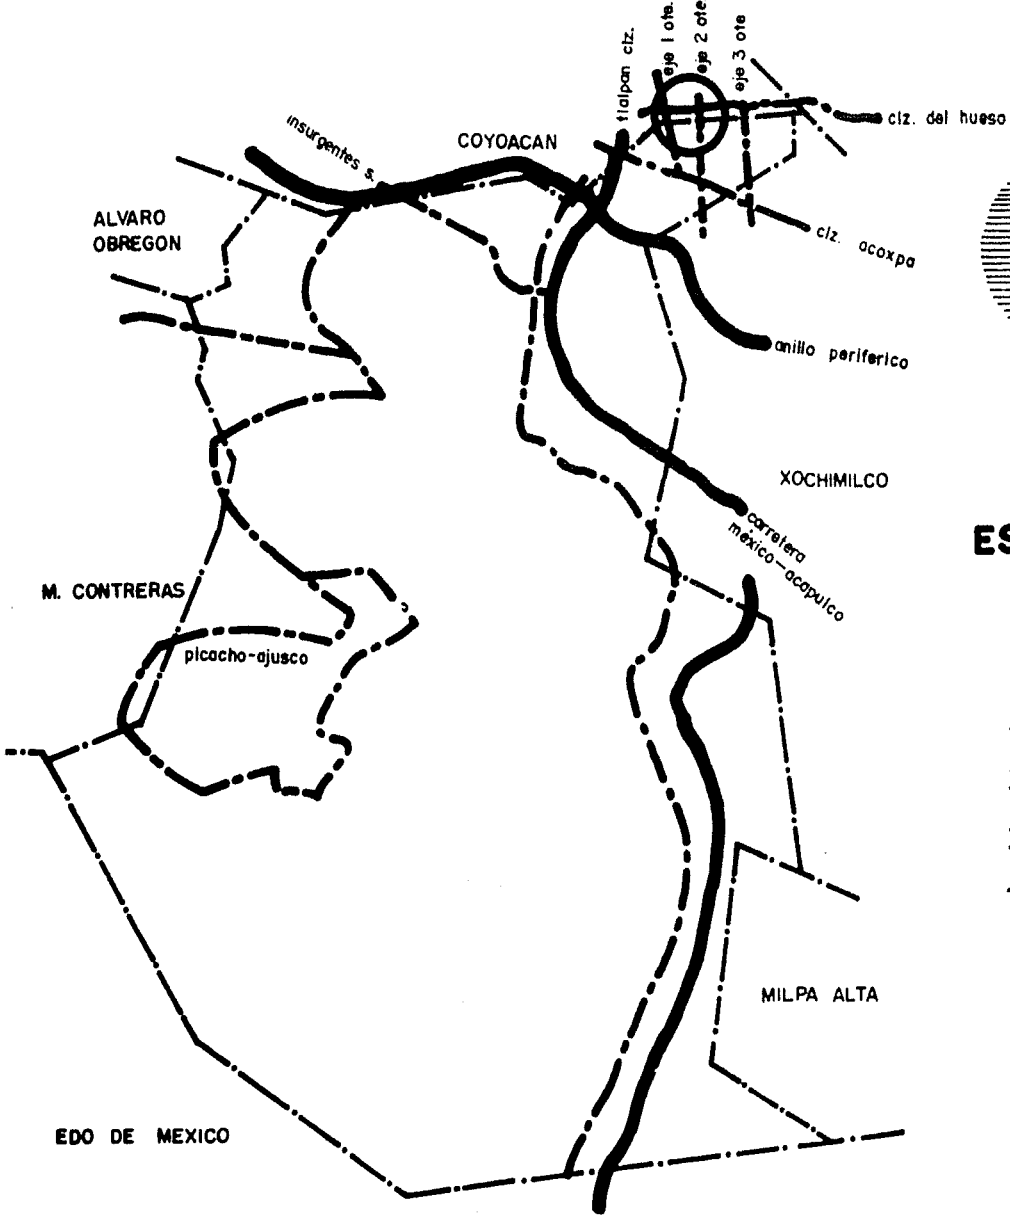 tlalpan clz.
eje 1 ote.
eje 2 ote.
eje 3 ote
clz. del hueso
insurgentes s.
COYOACAN
ALVARO
OBREGON
clz. acoxpa
anillo periferico
XOCHIMILCO
carretera
méxico-acapulco
ES
M. CONTRERAS
picacho-ajusco
MILPA ALTA
EDO DE MEXICO